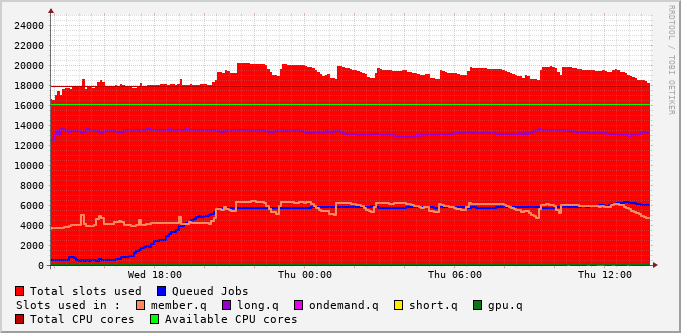 RRDTOOL / TOBI OETIKER
24000
22000
20000
18000
16000
14000
12000
10000
8000
6000
4000
2000
0
Wed 18:00 Thu 00:00 Thu 06:00 Thu 12:00
Total slots used Queued Jobs
Slots used in : member.q long.q ondemand.q short.q gpu.q
Total CPU cores Available CPU cores